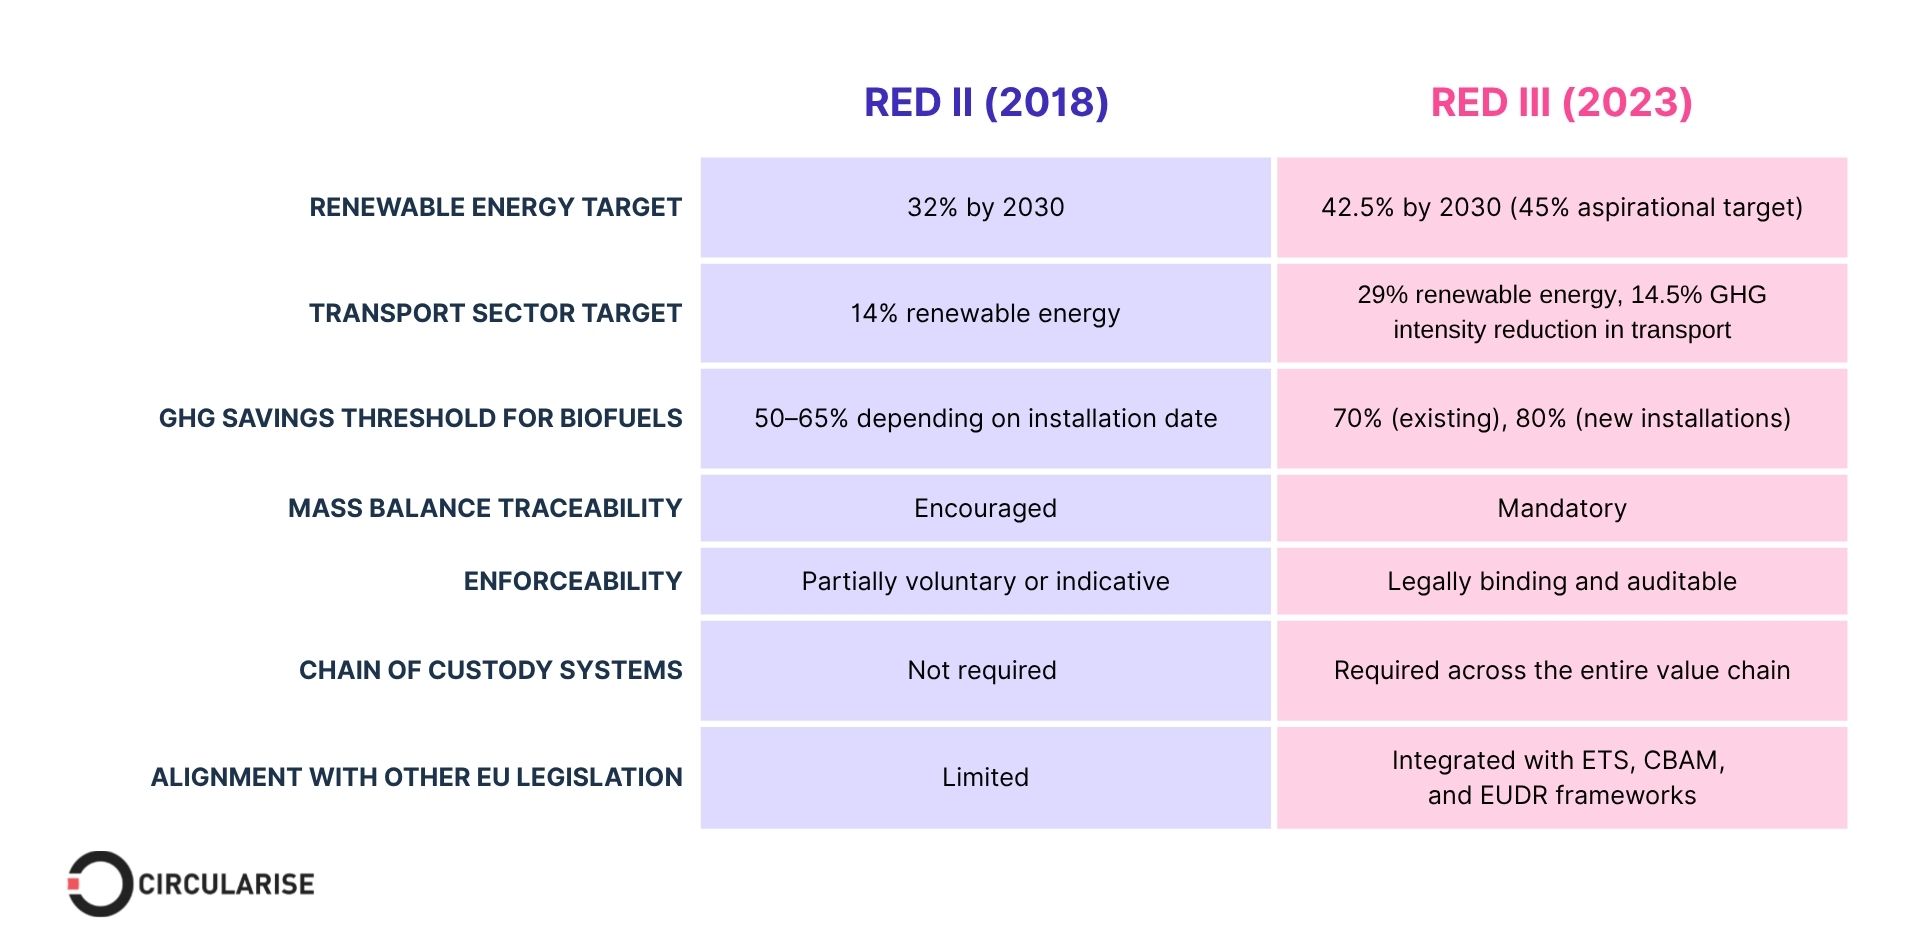 RED II (2018)
RED III (2023)
RENEWABLE ENERGY TARGET
32% by 2030
42.5% by 2030 (45% aspirational target)
TRANSPORT SECTOR TARGET
14% renewable energy
29% renewable energy, 14.5% GHG
intensity reduction in transport
GHG SAVINGS THRESHOLD FOR BIOFUELS
50–65% depending on installation date
70% (existing), 80% (new installations)
MASS BALANCE TRACEABILITY
Encouraged
Mandatory
ENFORCEABILITY
Partially voluntary or indicative
Legally binding and auditable
CHAIN OF CUSTODY SYSTEMS
Not required
Required across the entire value chain
ALIGNMENT WITH OTHER EU LEGISLATION
Limited
Integrated with ETS, CBAM,
and EUDR frameworks
CIRCULARISE